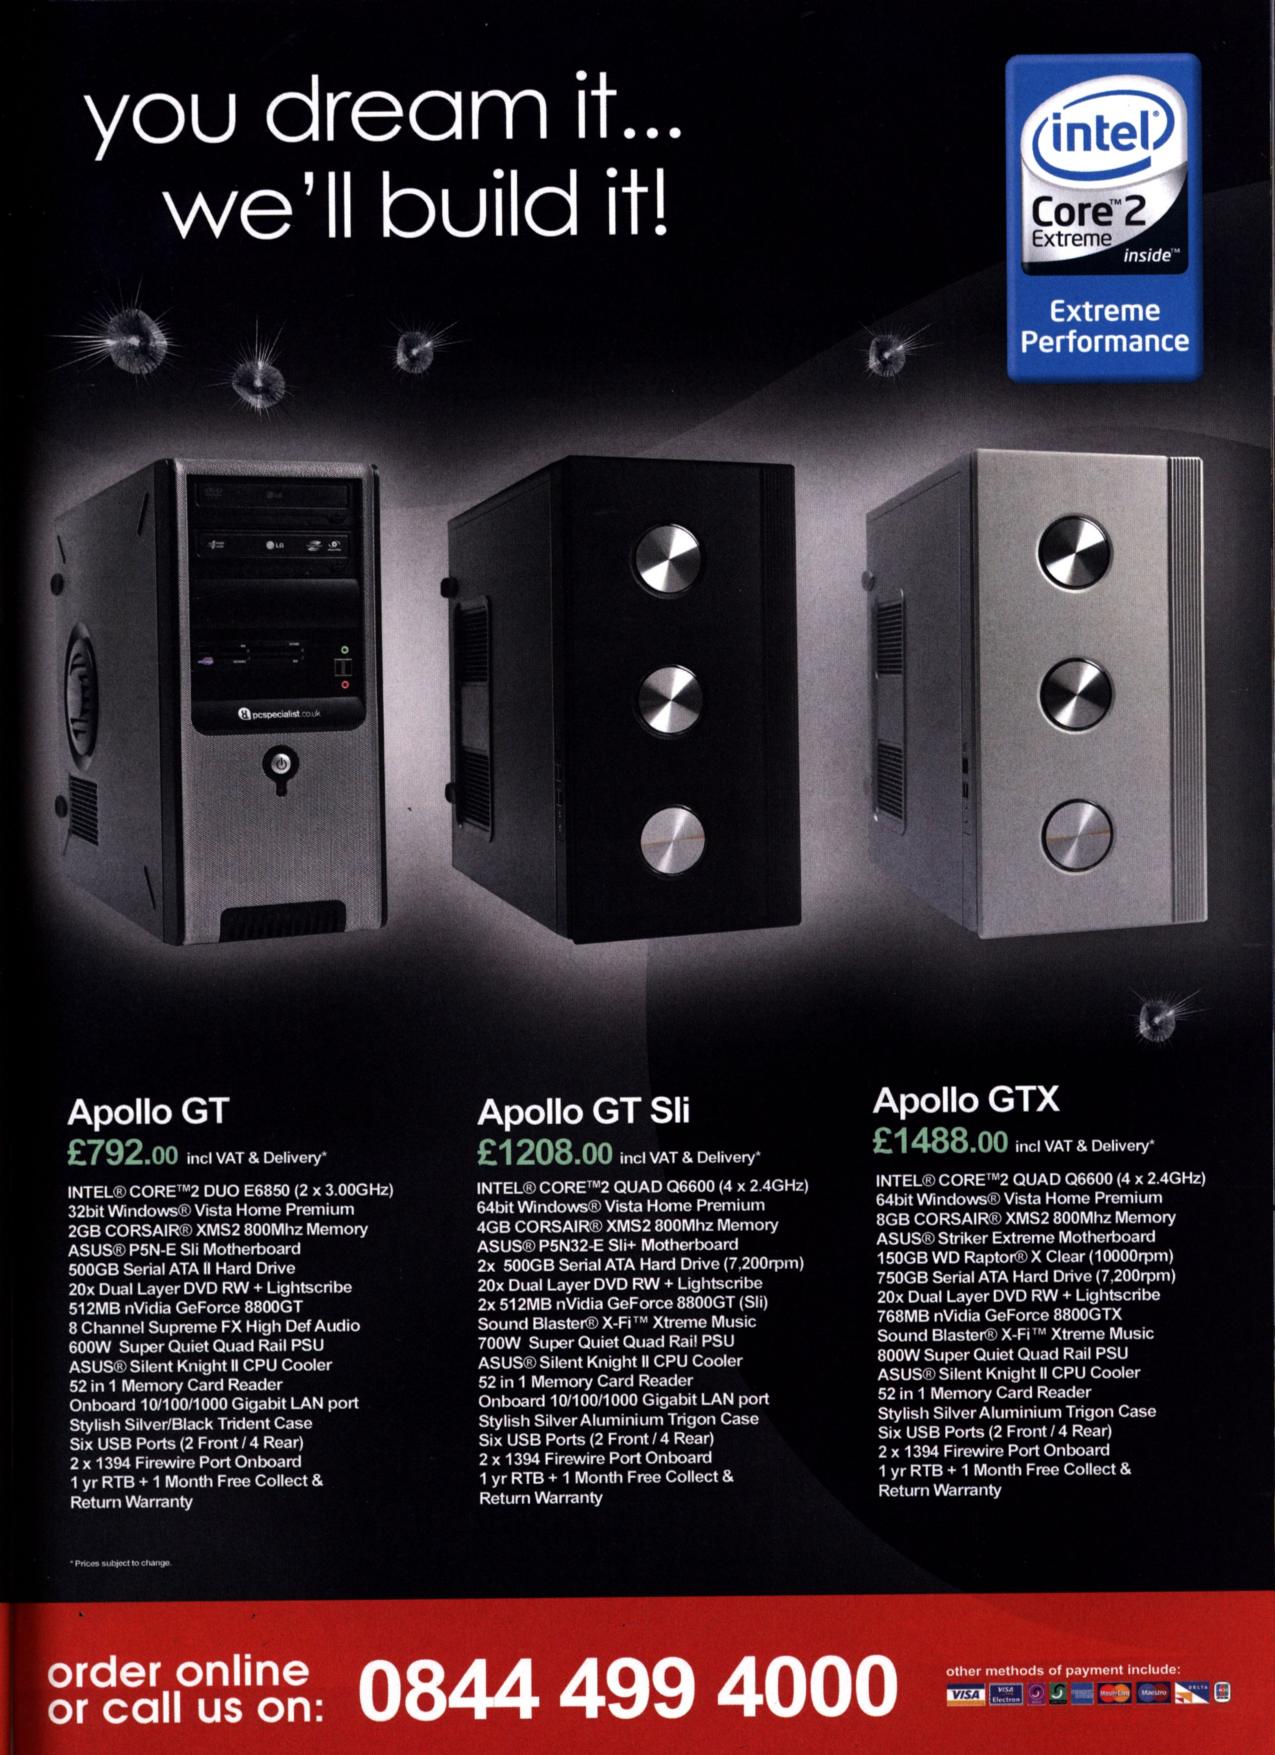 you dream it...
we'll build it!
intel®
Core™2
Extreme
inside™
Extreme
Performance
LG
pcspecialist.co.uk
Apollo GT
£792.00 incl VAT & Delivery*
INTEL® CORE™2 DUO E6850 (2 x 3.00GHz)
32bit Windows® Vista Home Premium
2GB CORSAIR® XMS2 800Mhz Memory
ASUS® P5N-E Sli Motherboard
500GB Serial ATA II Hard Drive
20x Dual Layer DVD RW + Lightscribe
512MB nVidia GeForce 8800GT
8 Channel Supreme FX High Def Audio
600W Super Quiet Quad Rail PSU
ASUS® Silent Knight II CPU Cooler
52 in 1 Memory Card Reader
Onboard 10/100/1000 Gigabit LAN port
Stylish Silver/Black Trident Case
Six USB Ports (2 Front / 4 Rear)
2 x 1394 Firewire Port Onboard
1 yr RTB + 1 Month Free Collect &
Return Warranty
Apollo GT Sli
£1208.00 incl VAT & Delivery*
INTEL® CORE™2 QUAD Q6600 (4 x 2.4GHz)
64bit Windows® Vista Home Premium
4GB CORSAIR® XMS2 800Mhz Memory
ASUS® P5N32-E Sli+ Motherboard
2x 500GB Serial ATA Hard Drive (7,200rpm)
20x Dual Layer DVD RW + Lightscribe
2x 512MB nVidia GeForce 8800GT (Sli)
Sound Blaster® X-Fi™ Xtreme Music
700W Super Quiet Quad Rail PSU
ASUS® Silent Knight II CPU Cooler
52 in 1 Memory Card Reader
Onboard 10/100/1000 Gigabit LAN port
Stylish Silver Aluminium Trigon Case
Six USB Ports (2 Front / 4 Rear)
2 x 1394 Firewire Port Onboard
1 yr RTB + 1 Month Free Collect &
Return Warranty
Apollo GTX
£1488.00 incl VAT & Delivery*
INTEL® CORE™2 QUAD Q6600 (4 x 2.4GHz)
64bit Windows® Vista Home Premium
8GB CORSAIR® XMS2 800Mhz Memory
ASUS® Striker Extreme Motherboard
150GB WD Raptor® X Clear (10000rpm)
750GB Serial ATA Hard Drive (7,200rpm)
20x Dual Layer DVD RW + Lightscribe
768MB nVidia GeForce 8800GTX
Sound Blaster® X-Fi™ Xtreme Music
800W Super Quiet Quad Rail PSU
ASUS® Silent Knight II CPU Cooler
52 in 1 Memory Card Reader
Stylish Silver Aluminium Trigon Case
Six USB Ports (2 Front / 4 Rear)
2 x 1394 Firewire Port Onboard
1 yr RTB + 1 Month Free Collect &
Return Warranty
* Prices subject to change.
order online
or call us on:
0844 499 4000
other methods of payment include:
VISA
VISA
Electron
MasterCard
Maestro
DELTA